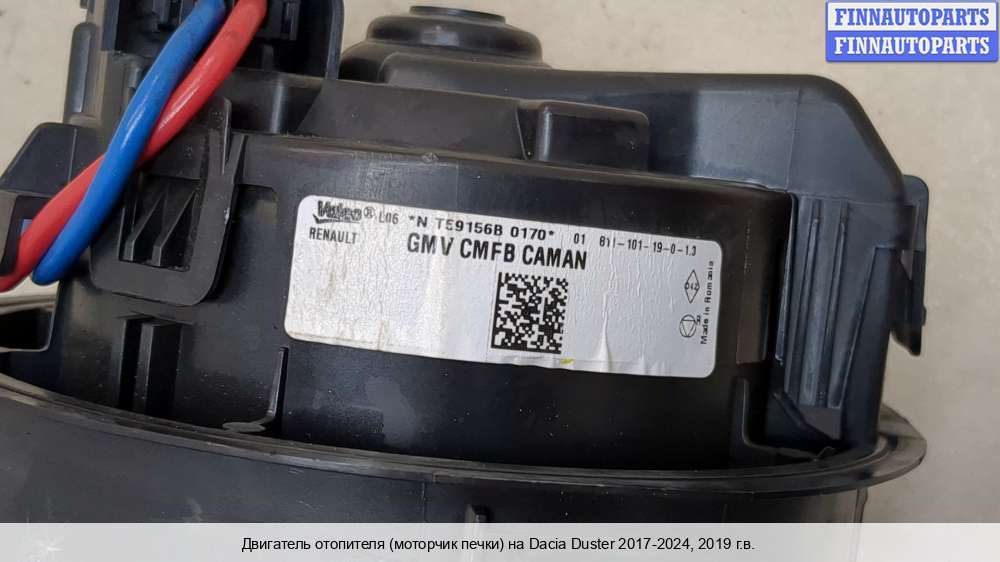 FINNAUTOPARTS
FINNAUTOPARTS
Valeo® L06 *N T59156B 0170* 01 811-101-19-0-1.3
RENAULT GMV CMFB CAMAN
Made in Romania
Двигатель отопителя (моторчик печки) на Dacia Duster 2017-2024, 2019 г.в.